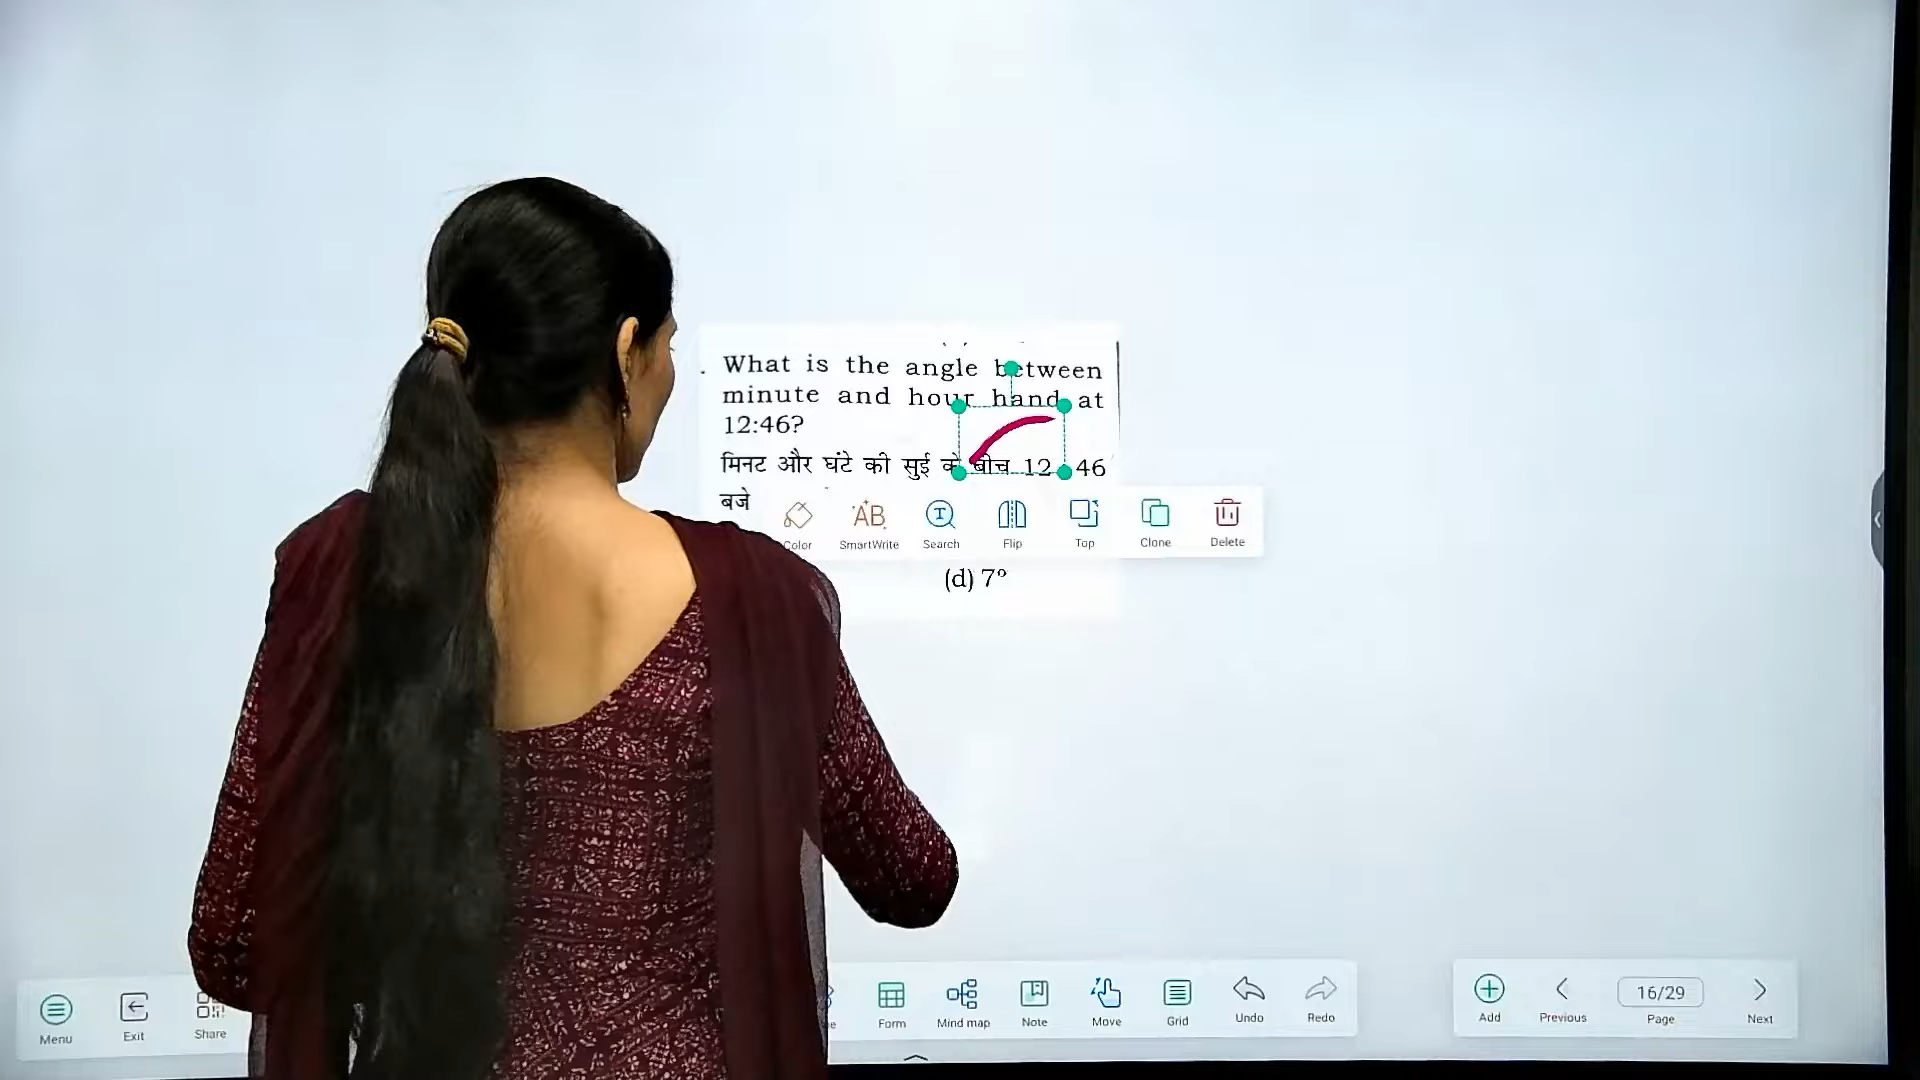 . What is the angle between
minute and hour hand at
12:46?
मिनट और घंटे की सुई के बीच 12 46
बजे
Color SmartWrite Search Flip Top Clone Delete
(d) 7°
Menu Exit Share Form Mind map Note Move Grid Undo Redo Add Previous 16/29 Page Next